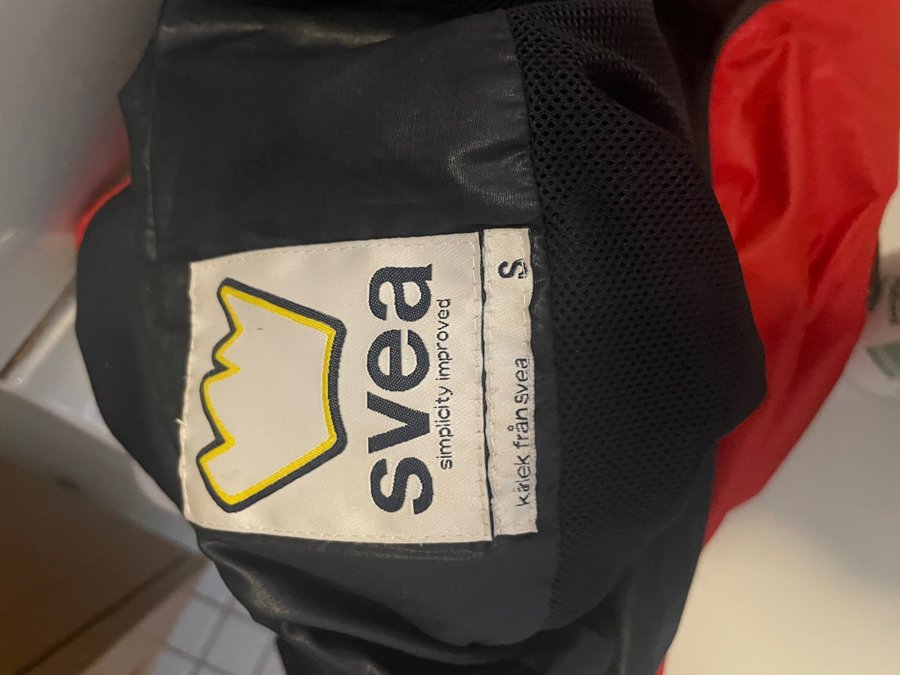 svea
simplicity improved
kärlek från svea
S